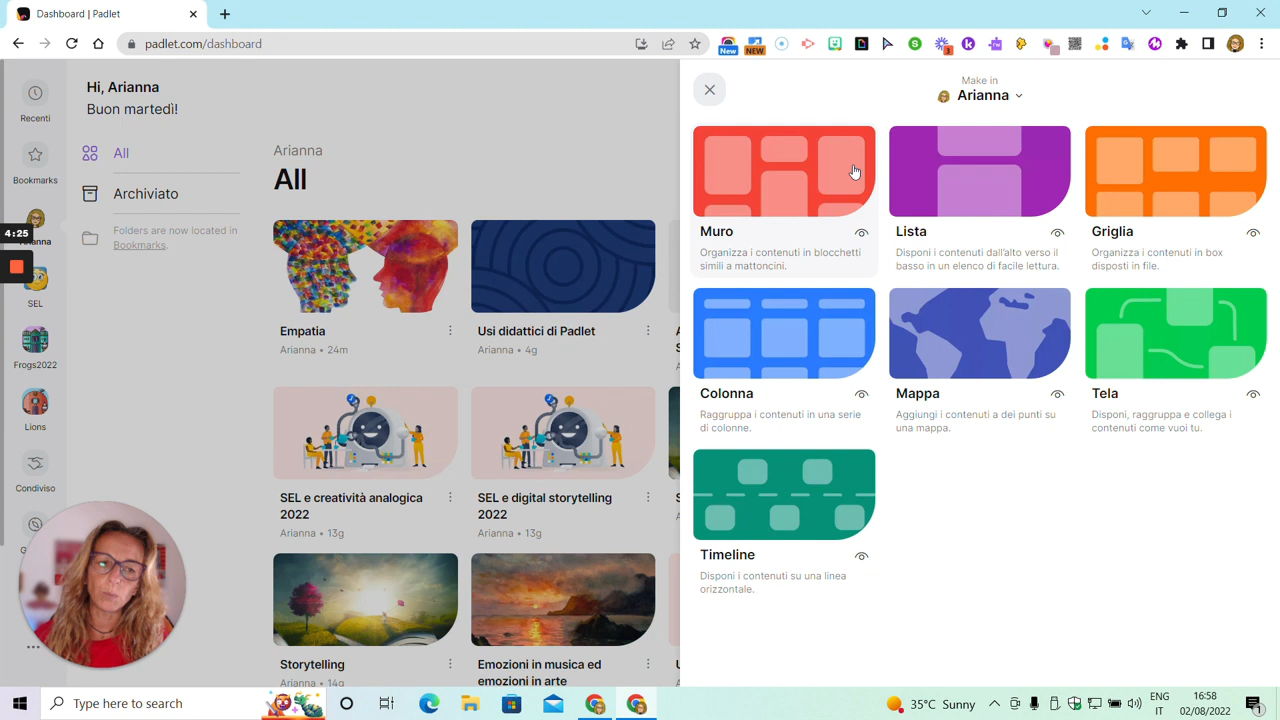 Dashboard | Padlet
padlet.com/dashboard
New
NEW
3
Hi, Arianna
Buon martedì!
Recenti
Bookmarks
Arianna
4:25
SEL
Frogs2022
Lions
Condiviso
All
Archiviato
Folders are now located in
Bookmarks.
Arianna
All
Empatia
Arianna • 24m
Usi didattici di Padlet
Arianna • 4g
SEL e creatività analogica
2022
Arianna • 13g
SEL e digital storytelling
2022
Arianna • 13g
Storytelling
Arianna • 14g
Emozioni in musica ed
emozioni in arte
Make in
Arianna
Muro
Organizza i contenuti in blocchetti
simili a mattoncini.
Lista
Disponi i contenuti dall'alto verso il
basso in un elenco di facile lettura.
Griglia
Organizza i contenuti in box
disposti in file.
Colonna
Raggruppa i contenuti in una serie
di colonne.
Mappa
Aggiungi i contenuti a dei punti su
una mappa.
Tela
Disponi, raggruppa e collega i
contenuti come vuoi tu.
Timeline
Disponi i contenuti su una linea
orizzontale.
Type here to search
35°C Sunny
ENG
IT
16:58
02/08/2022
1